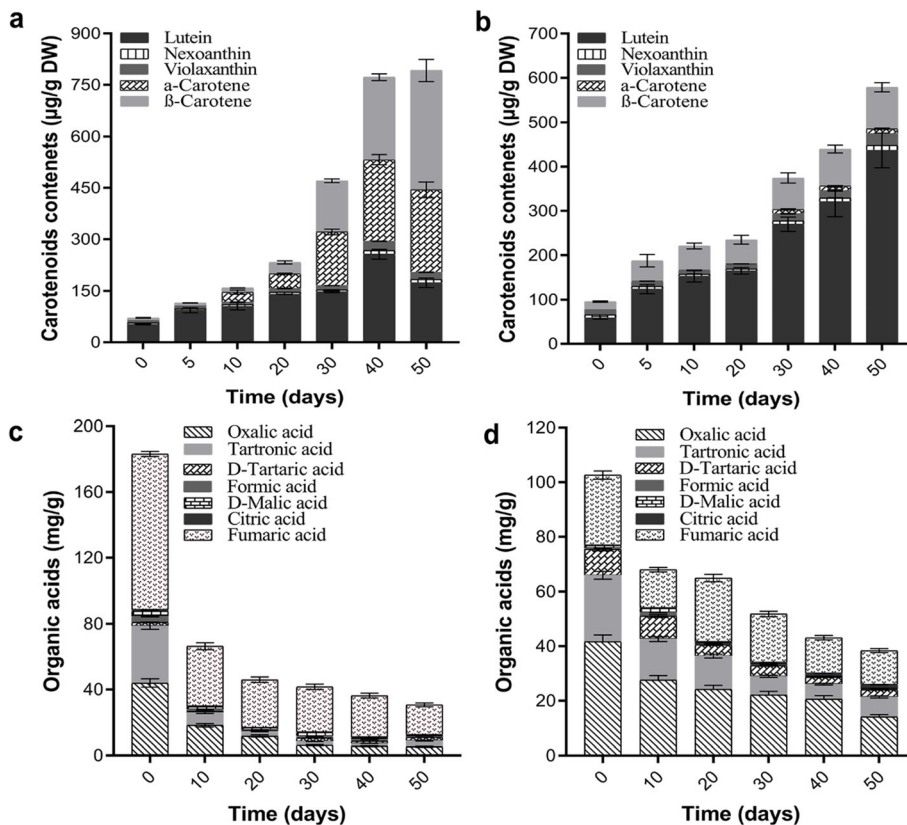 a
Carotenoids contenets (µg/g DW)
900
750
600
450
300
150
0
Lutein
Nexoanthin
Violaxanthin
a-Carotene
ß-Carotene
0 5 10 20 30 40 50
Time (days)
b
Carotenoids contenets (µg/g DW)
700
600
500
400
300
200
100
0
Lutein
Nexoanthin
Violaxanthin
a-Carotene
ß-Carotene
0 5 10 20 30 40 50
Time (days)
c
Organic acids (mg/g)
200
160
120
80
40
0
Oxalic acid
Tartronic acid
D-Tartaric acid
Formic acid
D-Malic acid
Citric acid
Fumaric acid
0 10 20 30 40 50
Time (days)
d
Organic acids (mg/g)
120
100
80
60
40
20
0
Oxalic acid
Tartronic acid
D-Tartaric acid
Formic acid
D-Malic acid
Citric acid
Fumaric acid
0 10 20 30 40 50
Time (days)